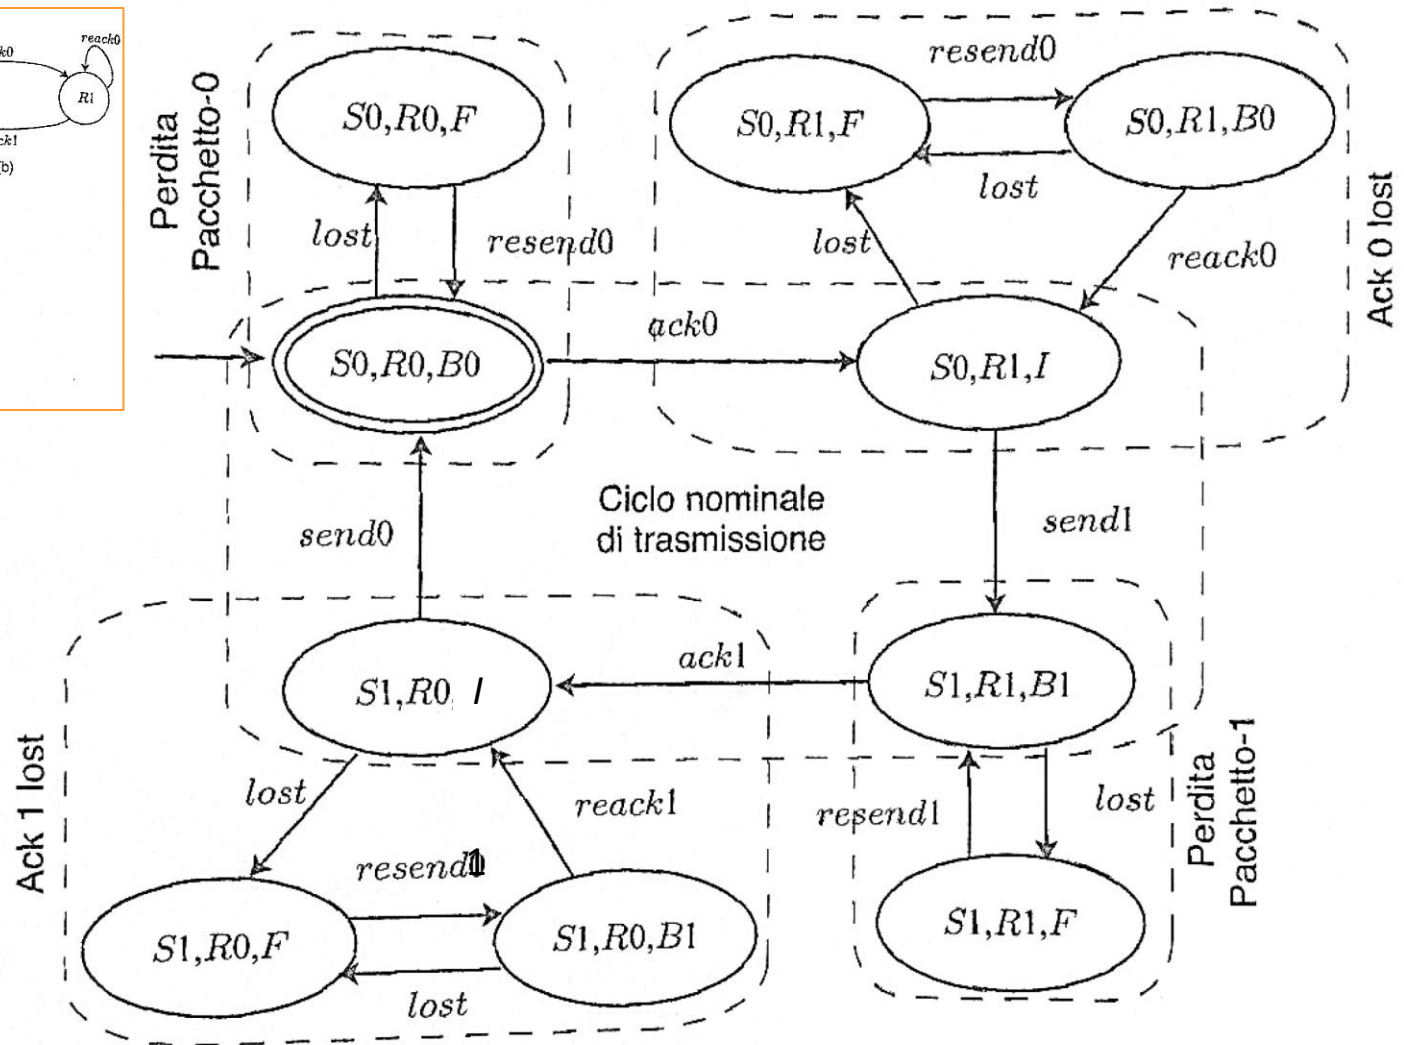 reack0
k0
R1
ck1
b)
Perdita
Pacchetto-0
S0,R0,F
lost
resend0
S0,R1,F
resend0
S0,R1,B0
lost
lost
reack0
Ack 0 lost
S0,R0,B0
ack0
S0,R1,I
send0
Ciclo nominale
di trasmissione
send1
S1,R0, I
ack1
S1,R1,B1
Ack 1 lost
lost
reack1
resend1
S1,R0,F
S1,R0,B1
lost
resend1
lost
S1,R1,F
Perdita
Pacchetto-1